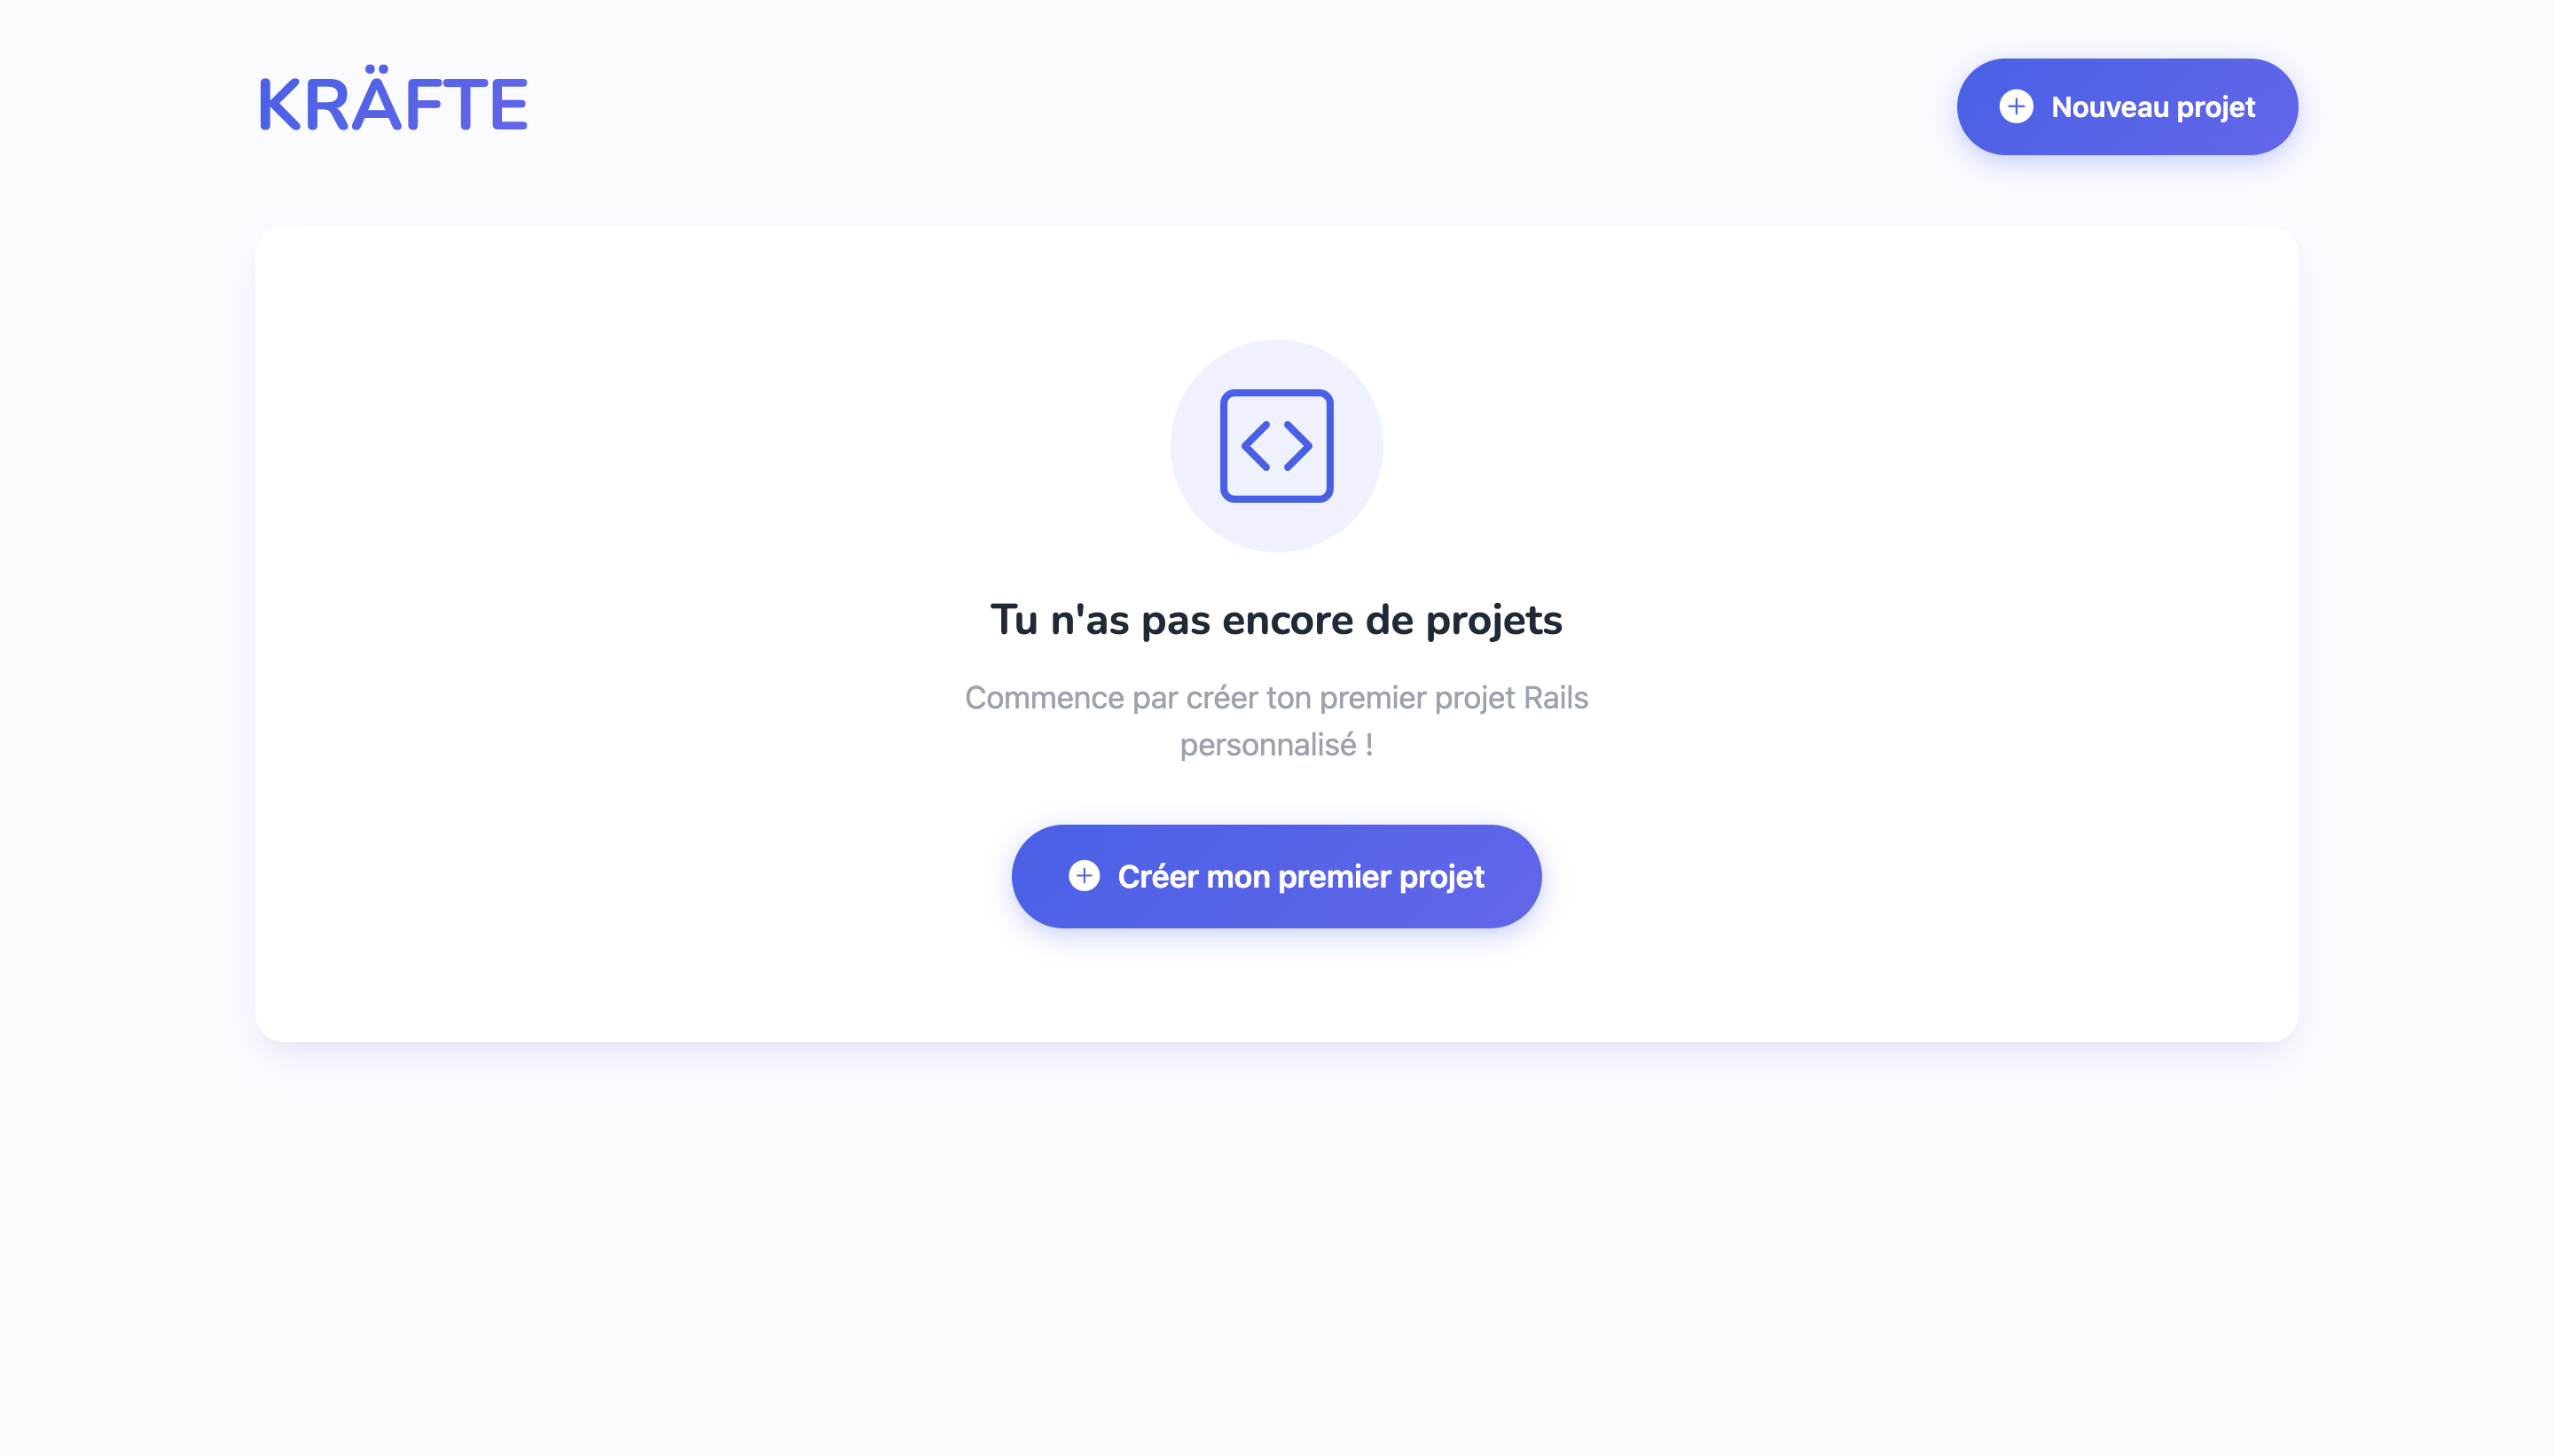 KRÄFTE
Nouveau projet
Tu n'as pas encore de projets
Commence par créer ton premier projet Rails
personnalisé !
Créer mon premier projet